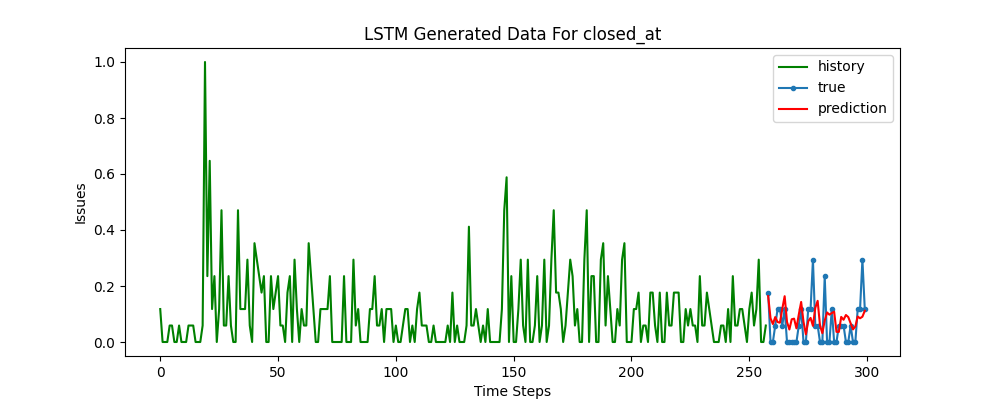 LSTM Generated Data For closed_at
history
true
prediction
Issues
1.0
0.8
0.6
0.4
0.2
0.0
0 50 100 150 200 250 300
Time Steps